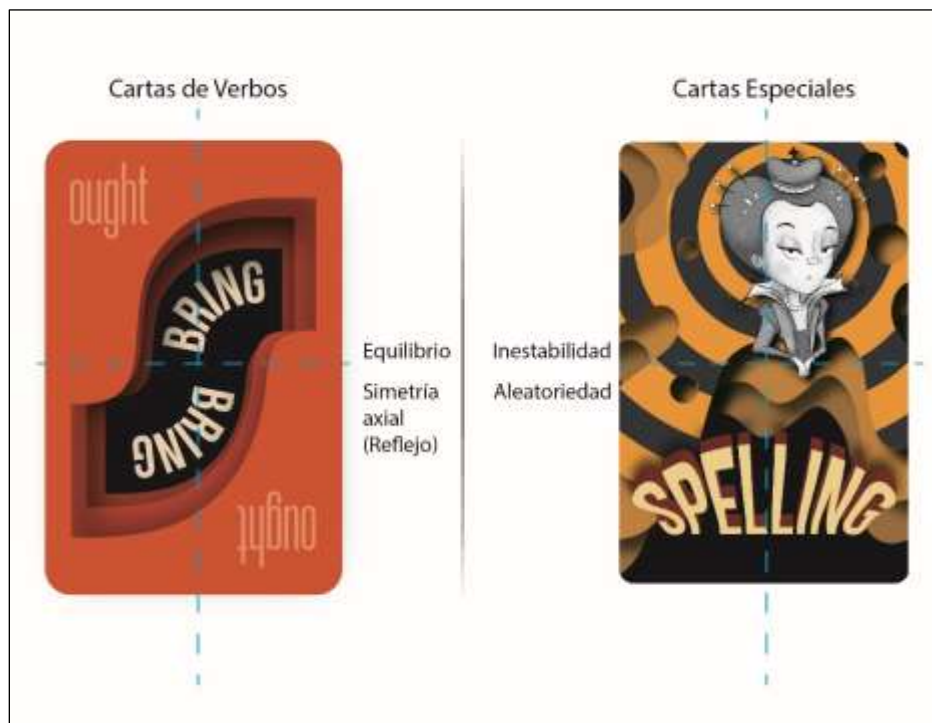 Cartas de Verbos
ought
BRING
BRING
ought
Equilibrio
Simetría
axial
(Reflejo)
Cartas Especiales
Inestabilidad
Aleatoriedad
SPELLING